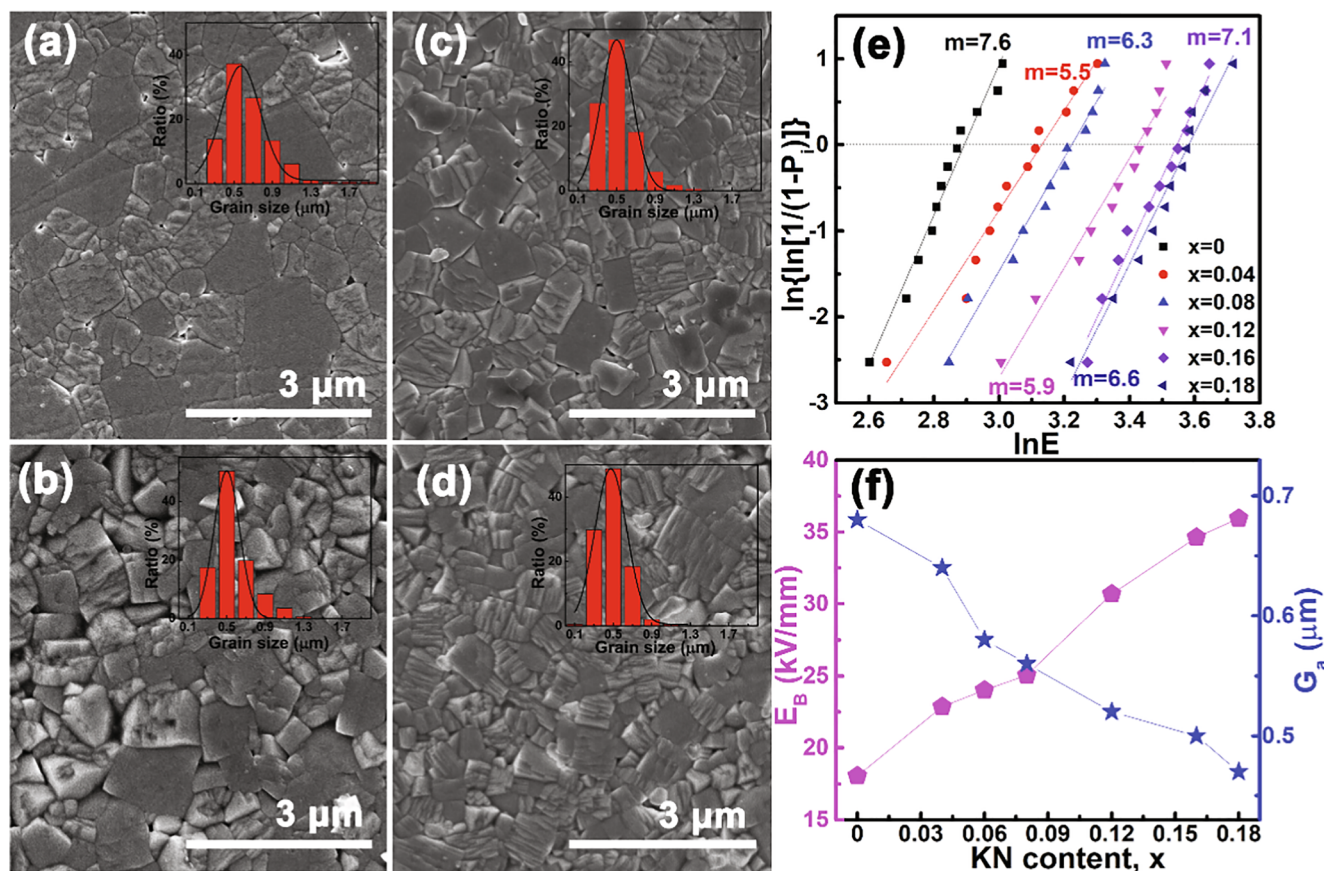 (a)
Ratio (%)
40
20
0
0.1 0.5 0.9 1.3 1.7
Grain size (μm)
3 μm
(c)
Ratio (%)
40
20
0
0.1 0.5 0.9 1.3 1.7
Grain size (μm)
3 μm
(b)
Ratio (%)
40
20
0
0.1 0.5 0.9 1.3 1.7
Grain size (μm)
3 μm
(d)
Ratio (%)
40
20
0
0.1 0.5 0.9 1.3 1.7
Grain size (μm)
3 μm
(e)
m=7.6
m=6.3
m=7.1
m=5.5
m=5.9
m=6.6
ln{ln[1/(1-Pᵢ)]}
1
0
-1
-2
-3
x=0
x=0.04
x=0.08
x=0.12
x=0.16
x=0.18
2.6 2.8 3.0 3.2 3.4 3.6 3.8
lnE
(f)
E_B (kV/mm)
40
35
30
25
20
15
0.7
0.6
0.5
G_a (μm)
0 0.03 0.06 0.09 0.12 0.15 0.18
KN content, x